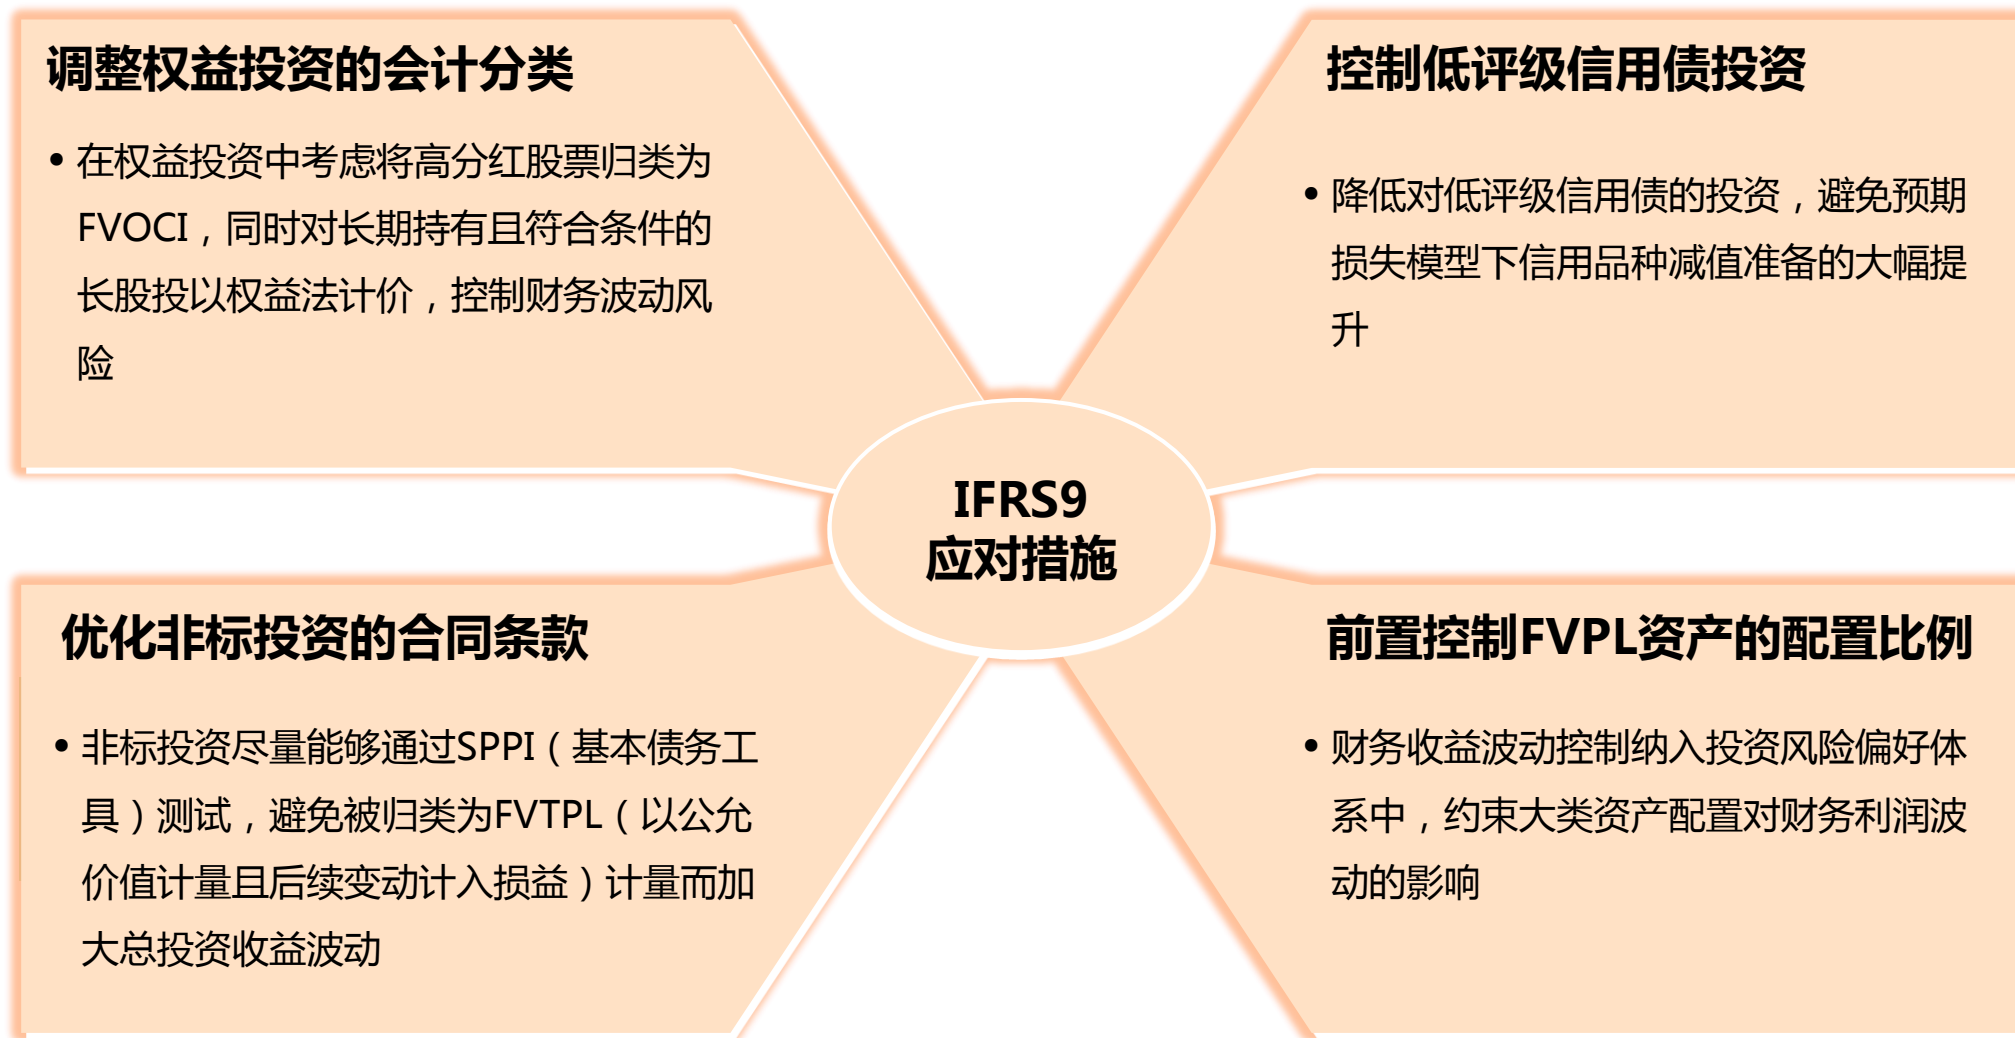 调整权益投资的会计分类
• 在权益投资中考虑将高分红股票归类为
FVOCI，同时对长期持有且符合条件的
长股投以权益法计价，控制财务波动风
险
控制低评级信用债投资
• 降低对低评级信用债的投资，避免预期
损失模型下信用品种减值准备的大幅提
升
IFRS9
应对措施
优化非标投资的合同条款
• 非标投资尽量能够通过SPPI（基本债务工
具）测试，避免被归类为FVTPL（以公允
价值计量且后续变动计入损益）计量而加
大总投资收益波动
前置控制FVPL资产的配置比例
• 财务收益波动控制纳入投资风险偏好体
系中，约束大类资产配置对财务利润波
动的影响